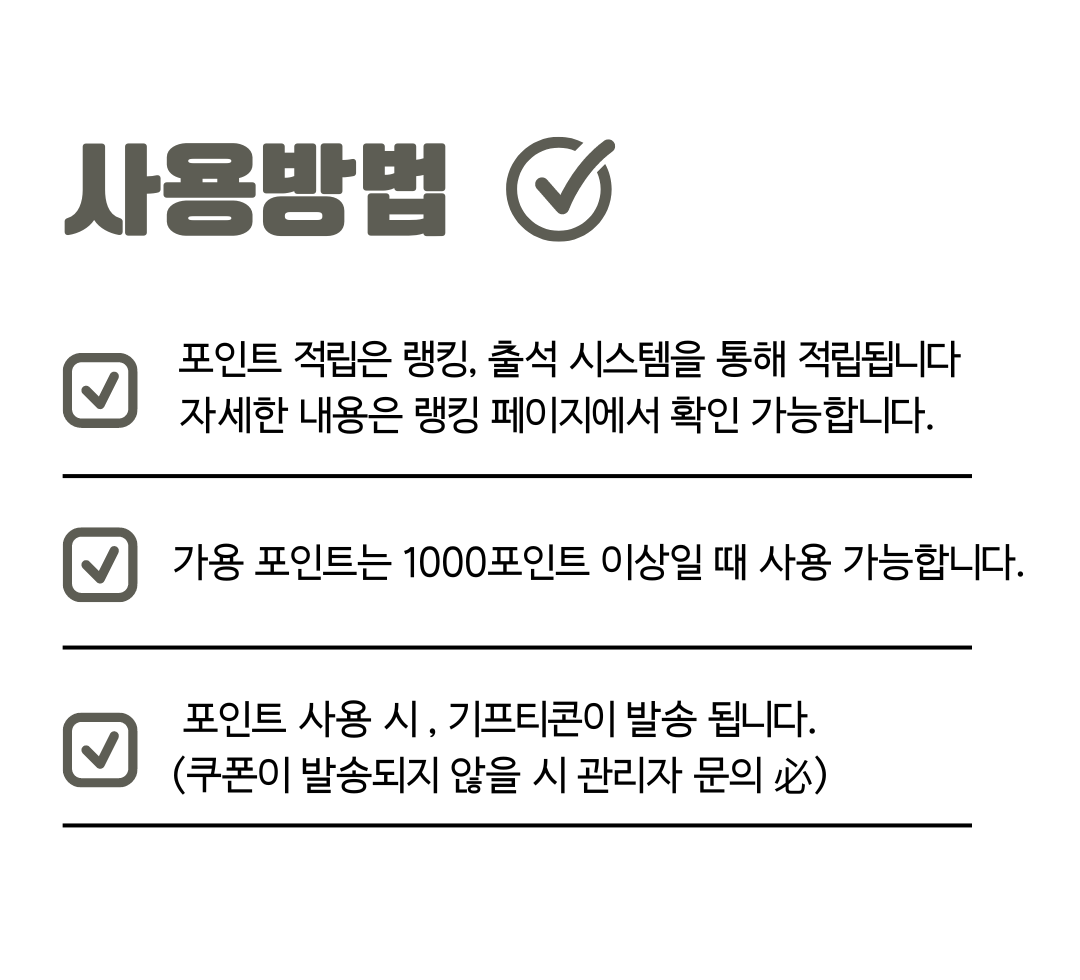 사용방법
포인트 적립은 랭킹, 출석 시스템을 통해 적립됩니다
자세한 내용은 랭킹 페이지에서 확인 가능합니다.
가용 포인트는 1000포인트 이상일 때 사용 가능합니다.
포인트 사용 시 , 기프티콘이 발송 됩니다.
(쿠폰이 발송되지 않을 시 관리자 문의 必)